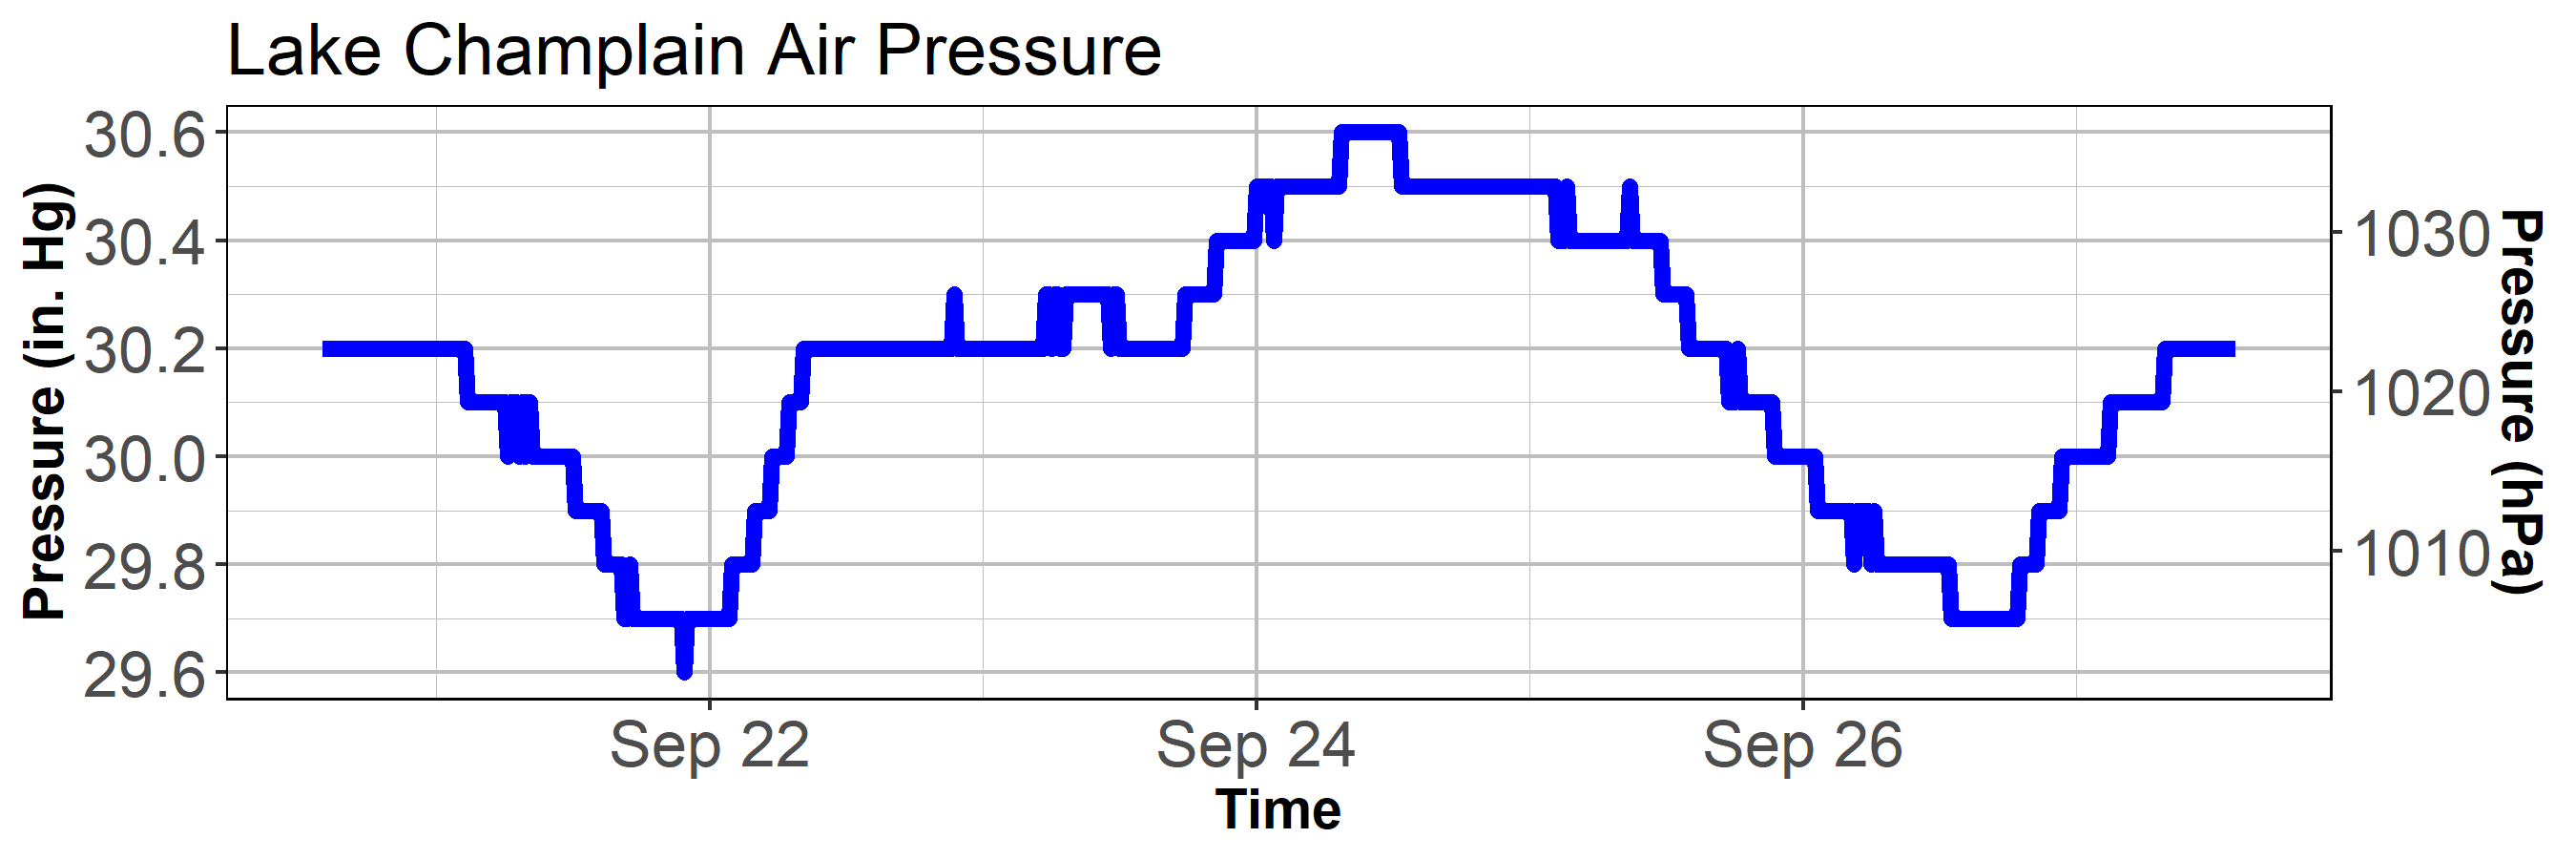 Lake Champlain Air Pressure
Pressure (in. Hg)
30.6
30.4
30.2
30.0
29.8
29.6
1030
1020
1010
Pressure (hPa)
Sep 22 Sep 24 Sep 26
Time